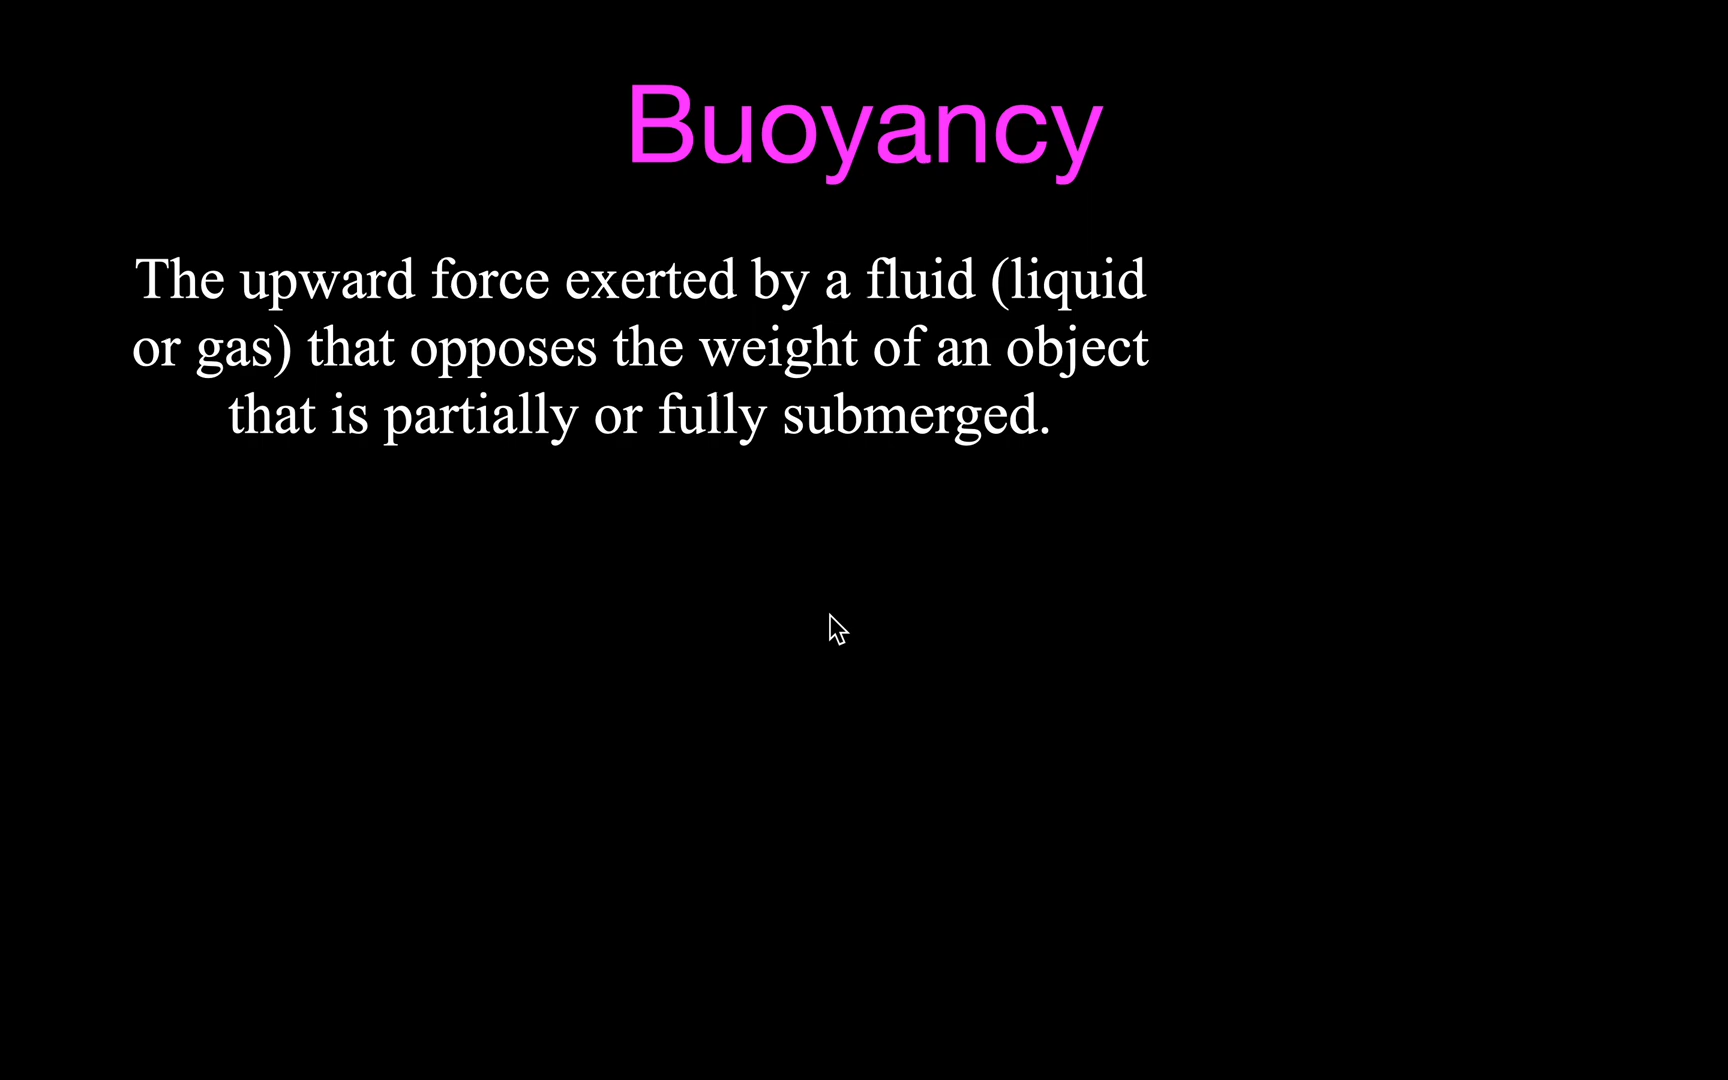 Buoyancy
The upward force exerted by a fluid (liquid
or gas) that opposes the weight of an object
that is partially or fully submerged.